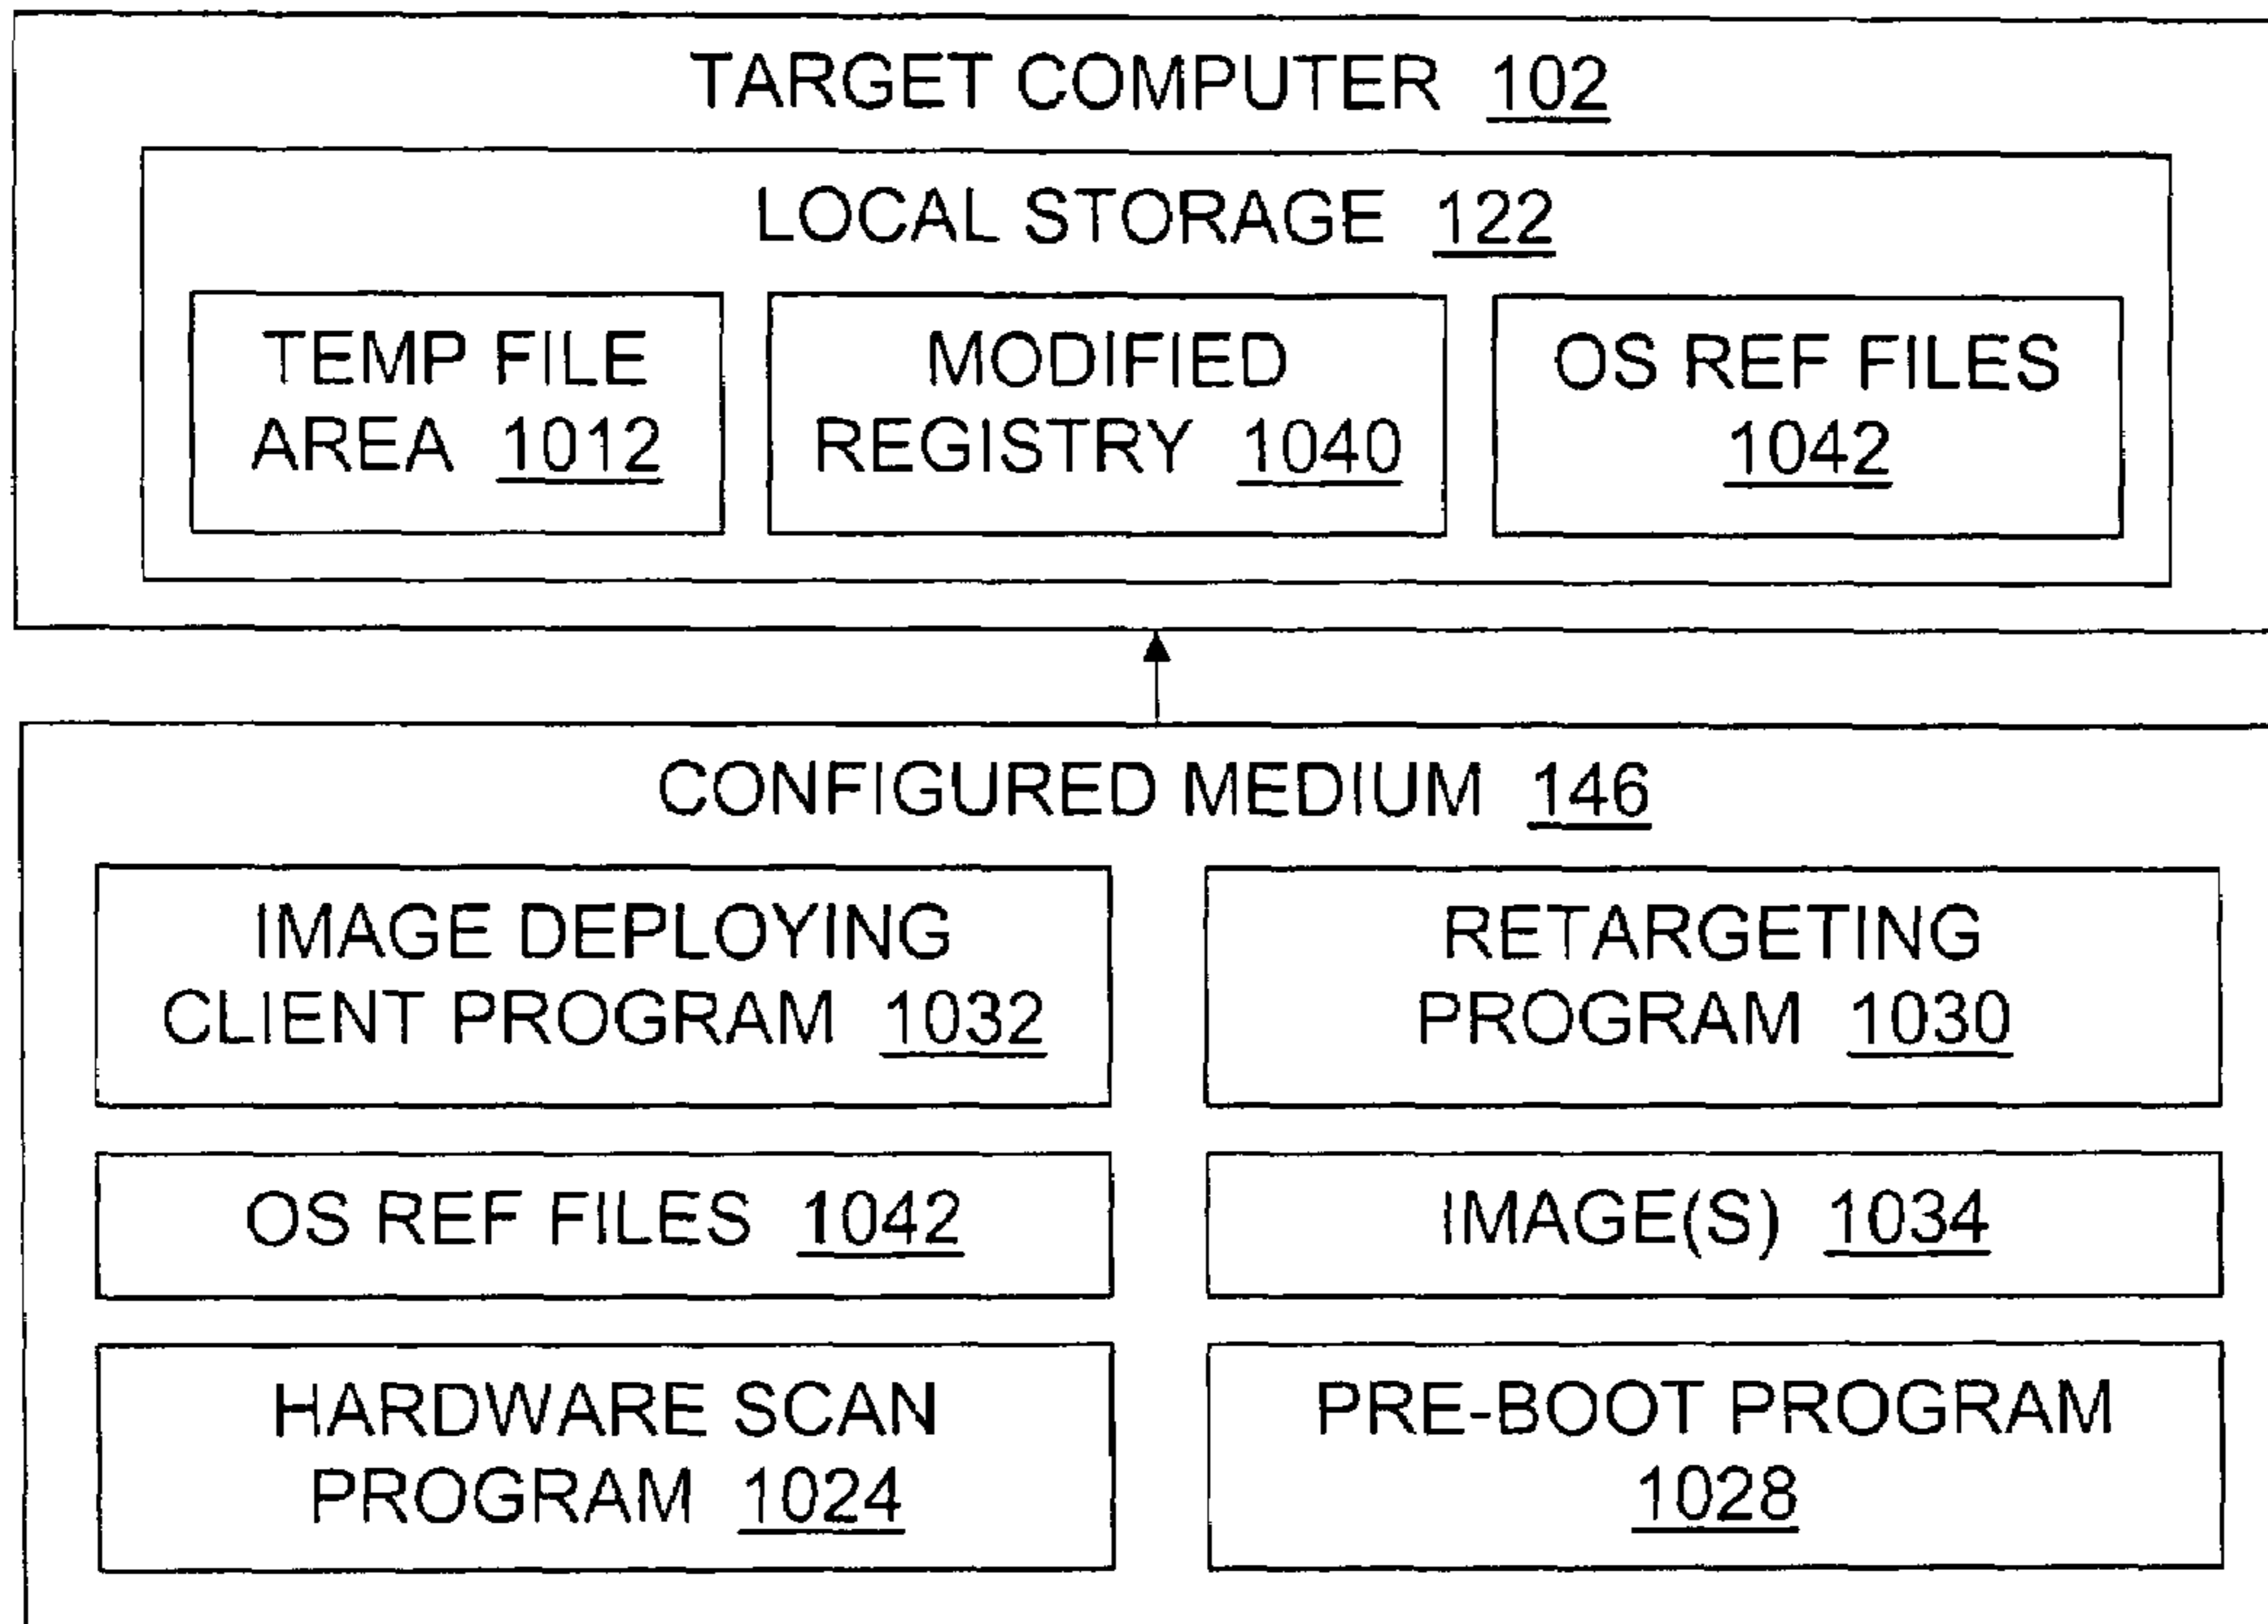 TARGET COMPUTER 102
LOCAL STORAGE 122
TEMP FILE
AREA 1012
MODIFIED
REGISTRY 1040
OS REF FILES
1042
CONFIGURED MEDIUM 146
IMAGE DEPLOYING
CLIENT PROGRAM 1032
RETARGETING
PROGRAM 1030
OS REF FILES 1042
IMAGE(S) 1034
HARDWARE SCAN
PROGRAM 1024
PRE-BOOT PROGRAM
1028